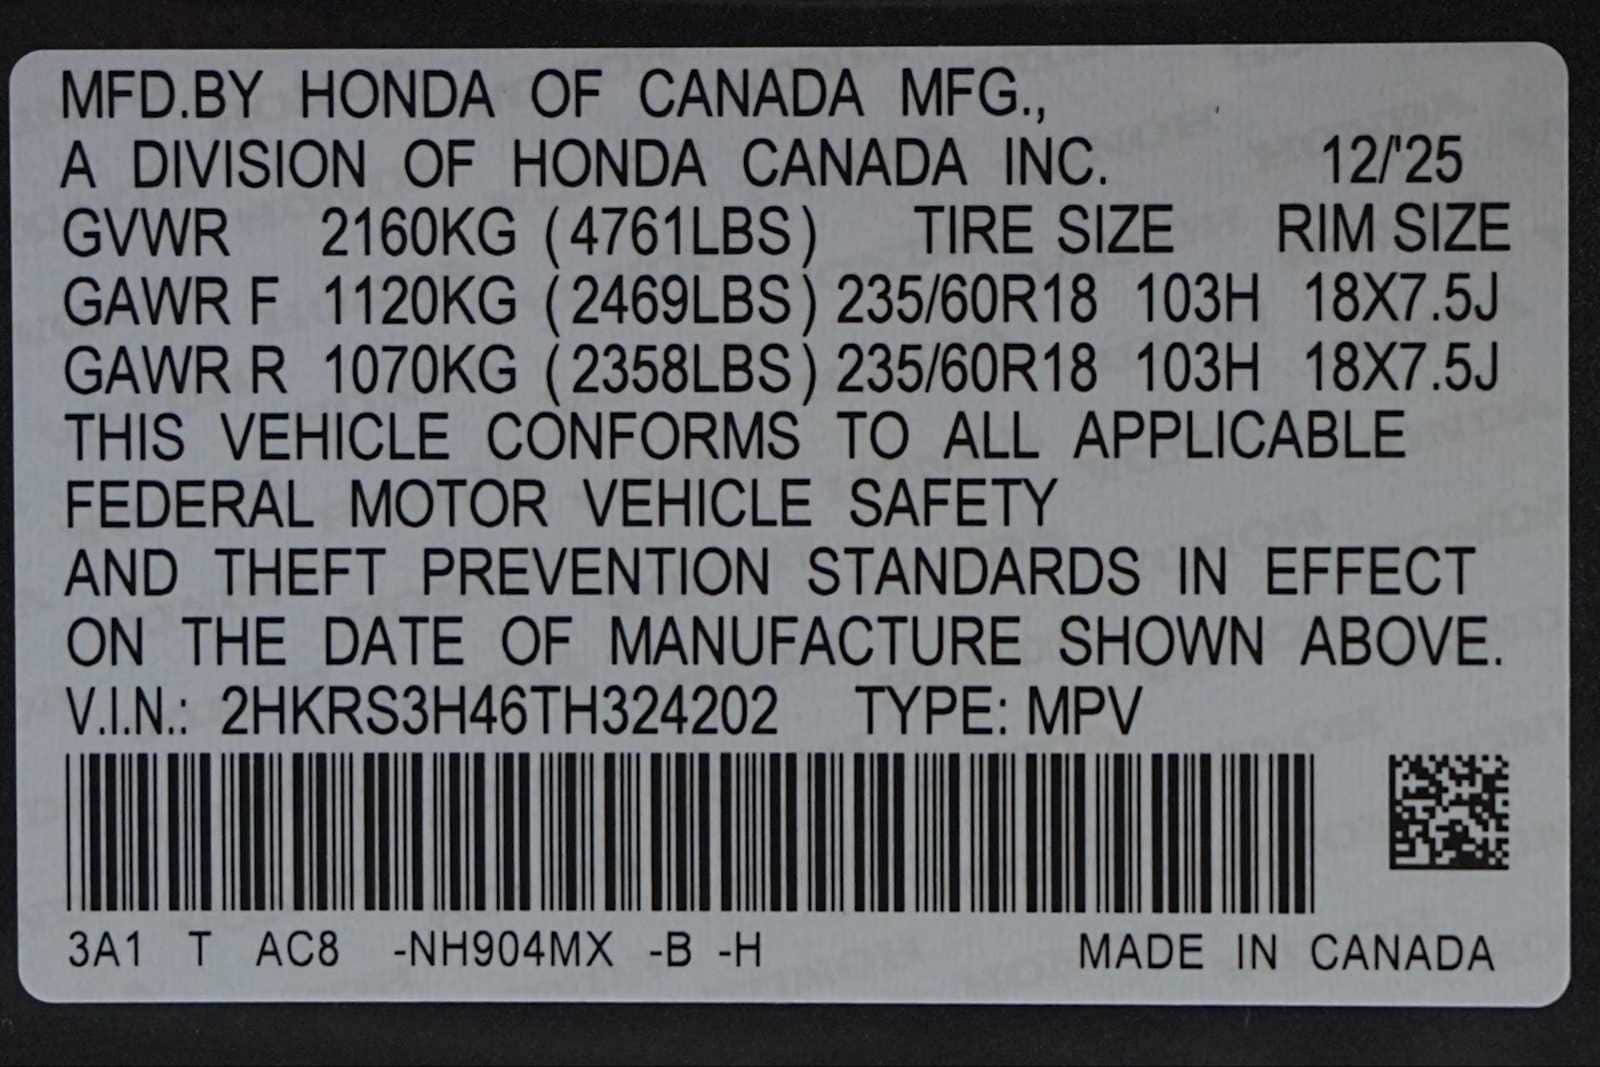 MFD.BY HONDA OF CANADA MFG.,
A DIVISION OF HONDA CANADA INC. 12/'25
GVWR 2160KG (4761LBS) TIRE SIZE RIM SIZE
GAWR F 1120KG (2469LBS) 235/60R18 103H 18X7.5J
GAWR R 1070KG (2358LBS) 235/60R18 103H 18X7.5J
THIS VEHICLE CONFORMS TO ALL APPLICABLE
FEDERAL MOTOR VEHICLE SAFETY
AND THEFT PREVENTION STANDARDS IN EFFECT
ON THE DATE OF MANUFACTURE SHOWN ABOVE.
V.I.N.: 2HKRS3H46TH324202 TYPE: MPV
3A1 T AC8 -NH904MX -B -H MADE IN CANADA